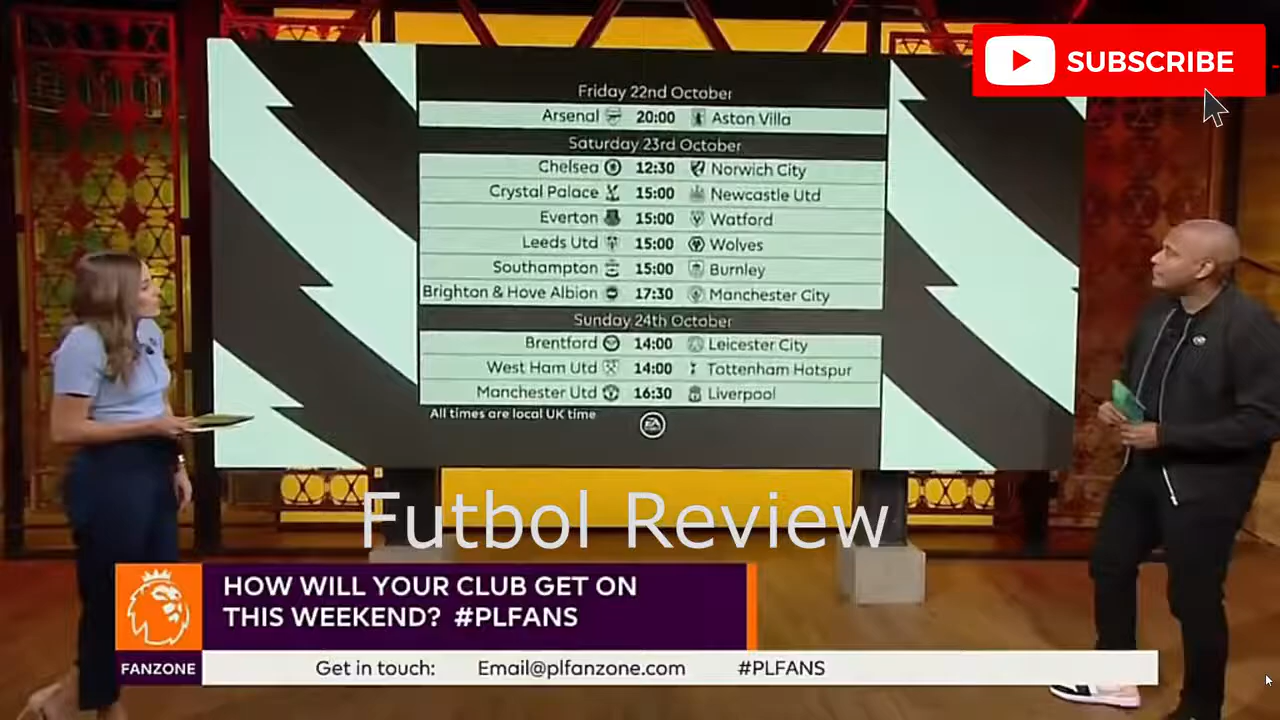 SUBSCRIBE
Friday 22nd October
Arsenal 20:00 Aston Villa
Saturday 23rd October
Chelsea 12:30 Norwich City
Crystal Palace 15:00 Newcastle Utd
Everton 15:00 Watford
Leeds Utd 15:00 Wolves
Southampton 15:00 Burnley
Brighton & Hove Albion 17:30 Manchester City
Sunday 24th October
Brentford 14:00 Leicester City
West Ham Utd 14:00 Tottenham Hotspur
Manchester Utd 16:30 Liverpool
All times are local UK time
EA
Futbol Review
HOW WILL YOUR CLUB GET ON
THIS WEEKEND? #PLFANS
FANZONE Get in touch: Email@plfanzone.com #PLFANS